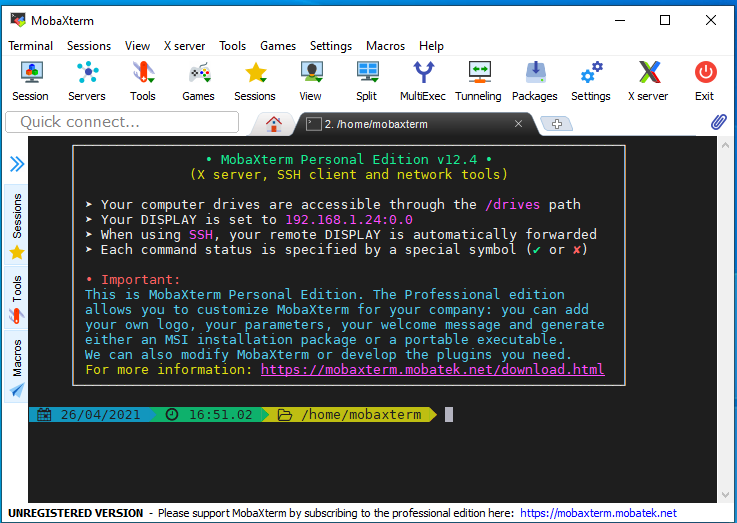 MobaXterm
Terminal Sessions View X server Tools Games Settings Macros Help
Session Servers Tools Games Sessions View Split MultiExec Tunneling Packages Settings X server Exit
Quick connect...
2. /home/mobaxterm
Sessions
Tools
Macros
• MobaXterm Personal Edition v12.4 •
(X server, SSH client and network tools)
➤ Your computer drives are accessible through the /drives path
➤ Your DISPLAY is set to 192.168.1.24:0.0
➤ When using SSH, your remote DISPLAY is automatically forwarded
➤ Each command status is specified by a special symbol (✔ or ✘)
• Important:
This is MobaXterm Personal Edition. The Professional edition
allows you to customize MobaXterm for your company: you can add
your own logo, your parameters, your welcome message and generate
either an MSI installation package or a portable executable.
We can also modify MobaXterm or develop the plugins you need.
For more information: https://mobaxterm.mobatek.net/download.html
26/04/2021 16:51.02 /home/mobaxterm
UNREGISTERED VERSION - Please support MobaXterm by subscribing to the professional edition here: https://mobaxterm.mobatek.net